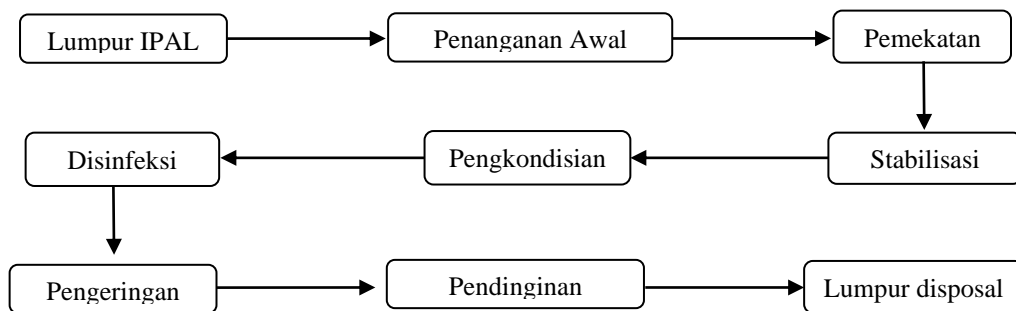 Lumpur IPAL
Penanganan Awal
Pemekatan
Stabilisasi
Pengkondisian
Disinfeksi
Pengeringan
Pendinginan
Lumpur disposal